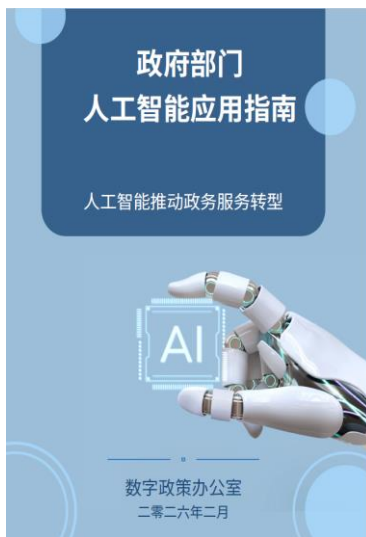 政府部门
人工智能应用指南
人工智能推动政务服务转型
AI
数字政策办公室
二零二六年二月